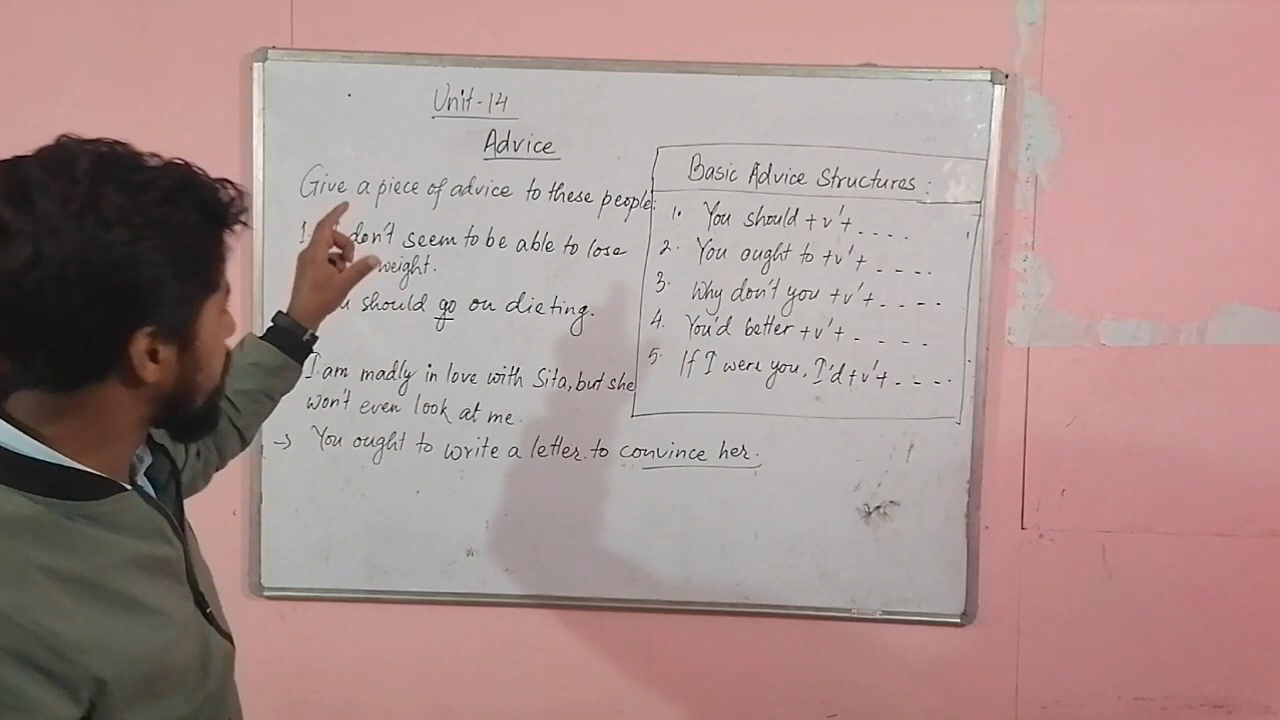 Unit-14
Advice
Give a piece of advice to these people:
I don't seem to be able to lose
weight.
should go on dieting.
I am madly in love with Sita, but she
won't even look at me.
→ You ought to write a letter to convince her.
Basic Advice Structures:
1. You should + v¹ + ....
2. You ought to + v¹ + ----.
3. Why don't you + v¹ + ----.
4. You'd better + v¹ + -----
5. If I were you, I'd + v¹ + ----.